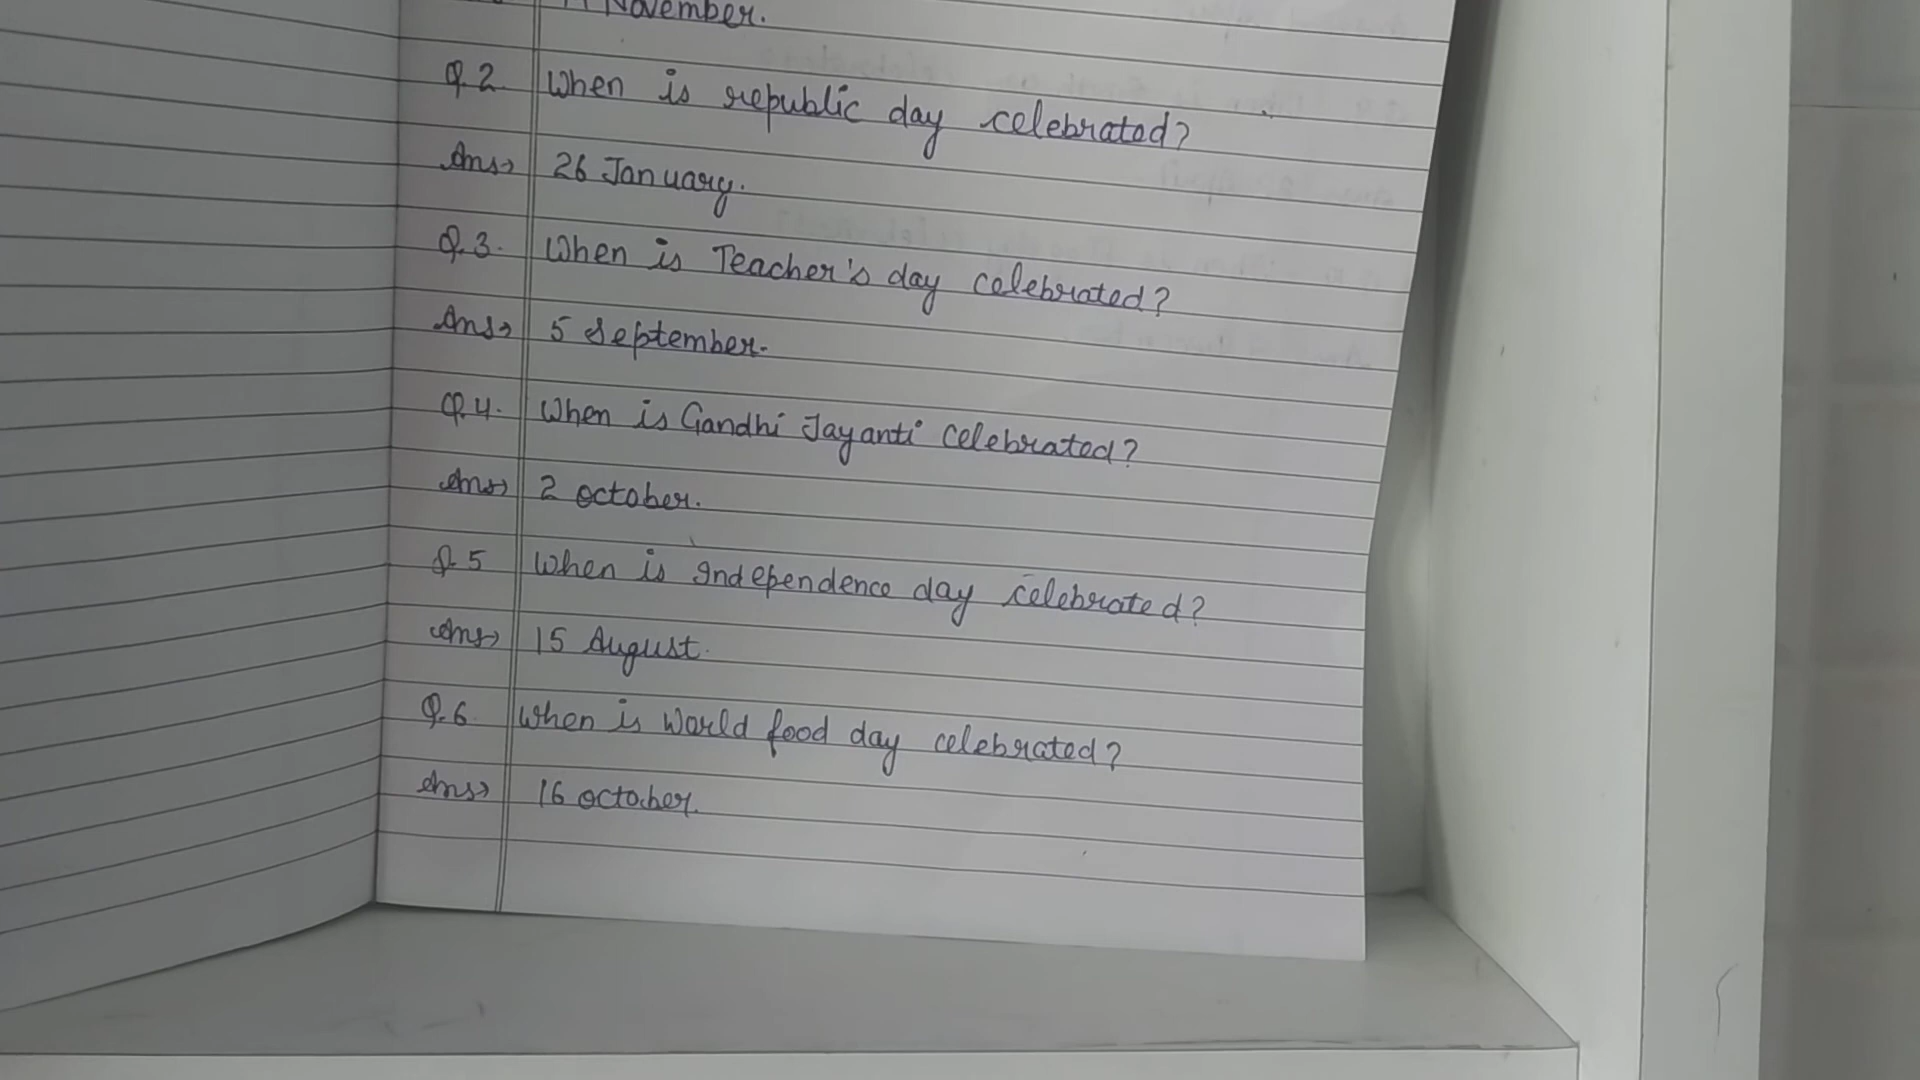 November.
Q.2 When is republic day celebrated?
Ans→ 26 January.
Q.3. When is Teacher's day celebrated?
Ans→ 5 September.
Q.4. When is Gandhi Jayanti celebrated?
Ans→ 2 october.
Q.5 When is Independence day celebrated?
Ans→ 15 August.
Q.6. When is World food day celebrated?
Ans→ 16 october.